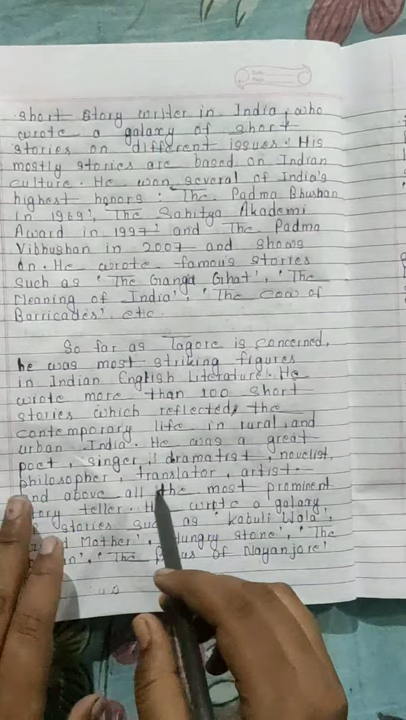 short story writer in India, who
wrote a galaxy of short
stories on different issues. His
mostly stories are based on Indian
culture. He won several of India's
highest honors: The Padma Bhushan
in 1969', The Sahitya Akademi
Award in 1997' and The Padma
Vibhushan in 2007 and shows
on. He wrote famous stories
such as 'The Ganga Ghat', 'The
Meaning of India', 'The Cow of
Barricades'. etc.
So far as Tagore is concerned,
he was most striking figures
in Indian English Literature. He
wrote more than 100 short
stories which reflected the
contemporary life in rural and
urban India. He was a great
poet, singer, dramatist, novelist,
philosopher, translator, artist.
and above all the most prominent
story teller. wrote a galaxy
stories such as 'Kabuli Wala',
Mother', 'Hungry stone', 'The
'The of Nayanjore'